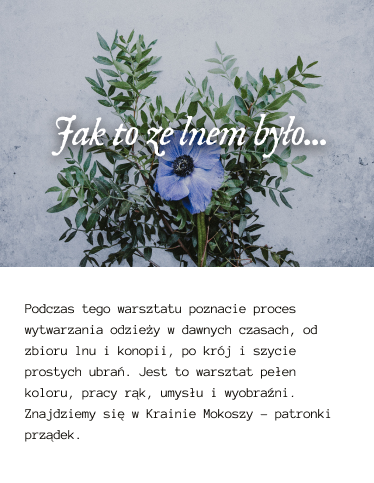 Jak to ze lnem było...
Podczas tego warsztatu poznacie proces
wytwarzania odzieży w dawnych czasach, od
zbioru lnu i konopii, po krój i szycie
prostych ubrań. Jest to warsztat pełen
koloru, pracy rąk, umysłu i wyobraźni.
Znajdziemy się w Krainie Mokoszy – patronki
prządek.